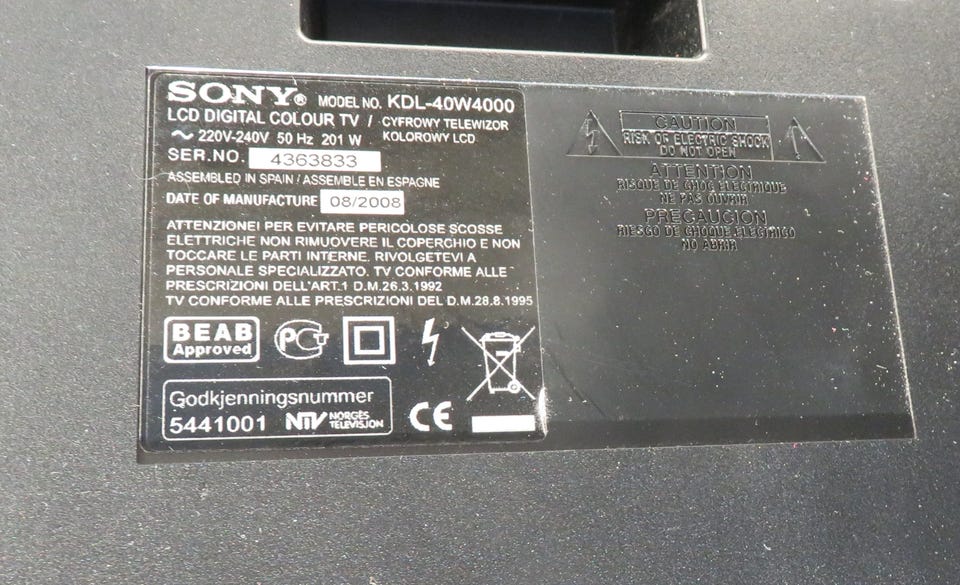 SONY® MODEL NO. KDL-40W4000
LCD DIGITAL COLOUR TV / CYFROWY TELEWIZOR
KOLOROWY LCD
~ 220V-240V 50 Hz 201 W
SER.NO. 4363833
ASSEMBLED IN SPAIN / ASSEMBLE EN ESPAGNE
DATE OF MANUFACTURE 08/2008
ATTENZIONEI PER EVITARE PERICOLOSE SCOSSE
ELETTRICHE NON RIMUOVERE IL COPERCHIO E NON
TOCCARE LE PARTI INTERNE. RIVOLGETEVI A
PERSONALE SPECIALIZZATO. TV CONFORME ALLE
PRESCRIZIONI DELL'ART.1 D.M.26.3.1992
TV CONFORME ALLE PRESCRIZIONI DEL D.M.28.8.1995
BEAB
Approved
Godkjenningsnummer
5441001 NTV NORGES
TELEVISJON
CE
CAUTION
RISK OF ELECTRIC SHOCK
DO NOT OPEN
ATTENTION
RISQUE DE CHOC ELECTRIQUE
NE PAS OUVRIR
PRECAUCION
RIESGO DE CHOQUE ELECTRICO
NO ABRIR